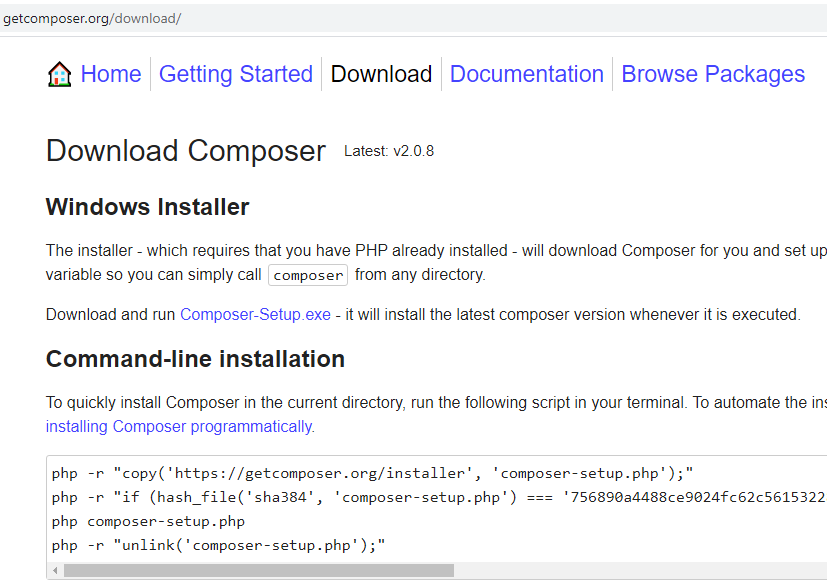 getcomposer.org/download/
Home Getting Started Download Documentation Browse Packages
Download Composer Latest: v2.0.8
Windows Installer
The installer - which requires that you have PHP already installed - will download Composer for you and set up
variable so you can simply call composer from any directory.
Download and run Composer-Setup.exe - it will install the latest composer version whenever it is executed.
Command-line installation
To quickly install Composer in the current directory, run the following script in your terminal. To automate the ins
installing Composer programmatically.
php -r "copy('https://getcomposer.org/installer', 'composer-setup.php');"
php -r "if (hash_file('sha384', 'composer-setup.php') === '756890a4488ce9024fc62c5615322
php composer-setup.php
php -r "unlink('composer-setup.php');"